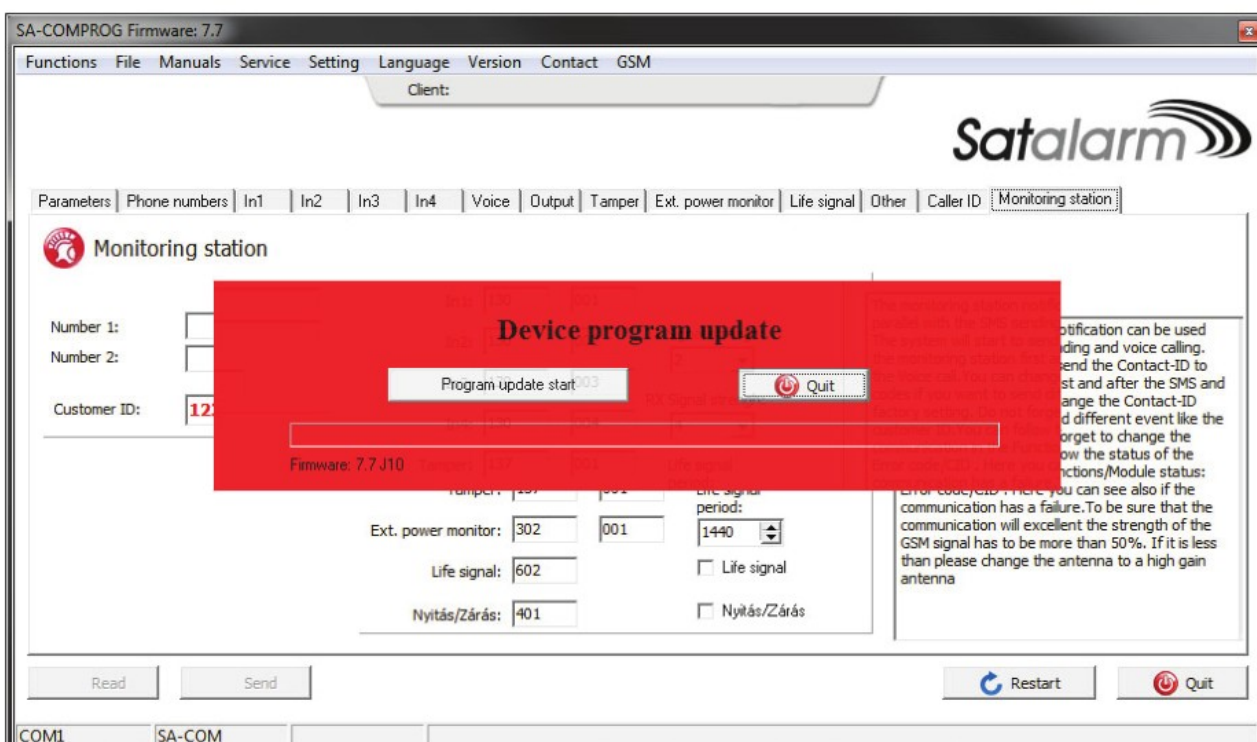 SA-COMPROG Firmware: 7.7
Functions File Manuals Service Setting Language Version Contact GSM
Client:
Satalarm
Parameters Phone numbers In1 In2 In3 In4 Voice Output Tamper Ext. power monitor Life signal Other Caller ID Monitoring station
Monitoring station
Number 1:
Number 2:
Customer ID:
Device program update
Program update start
Quit
Firmware: 7.7 J10
Tamper:
Life signal
period:
Ext. power monitor: 302 001 1440
Life signal: 602 Life signal
Nyitás/Zárás: 401 Nyitás/Zárás
notification can be used
ding and voice calling.
send the Contact-ID to
st and after the SMS and
ange the Contact-ID
d different event like the
orget to change the
ow the status of the
nctions/Module status:
Error code/CID . Here you can see also if the
communication has a failure.To be sure that the
communication will excellent the strength of the
GSM signal has to be more than 50%. If it is less
than please change the antenna to a high gain
antenna
Read Send Restart Quit
COM1 SA-COM